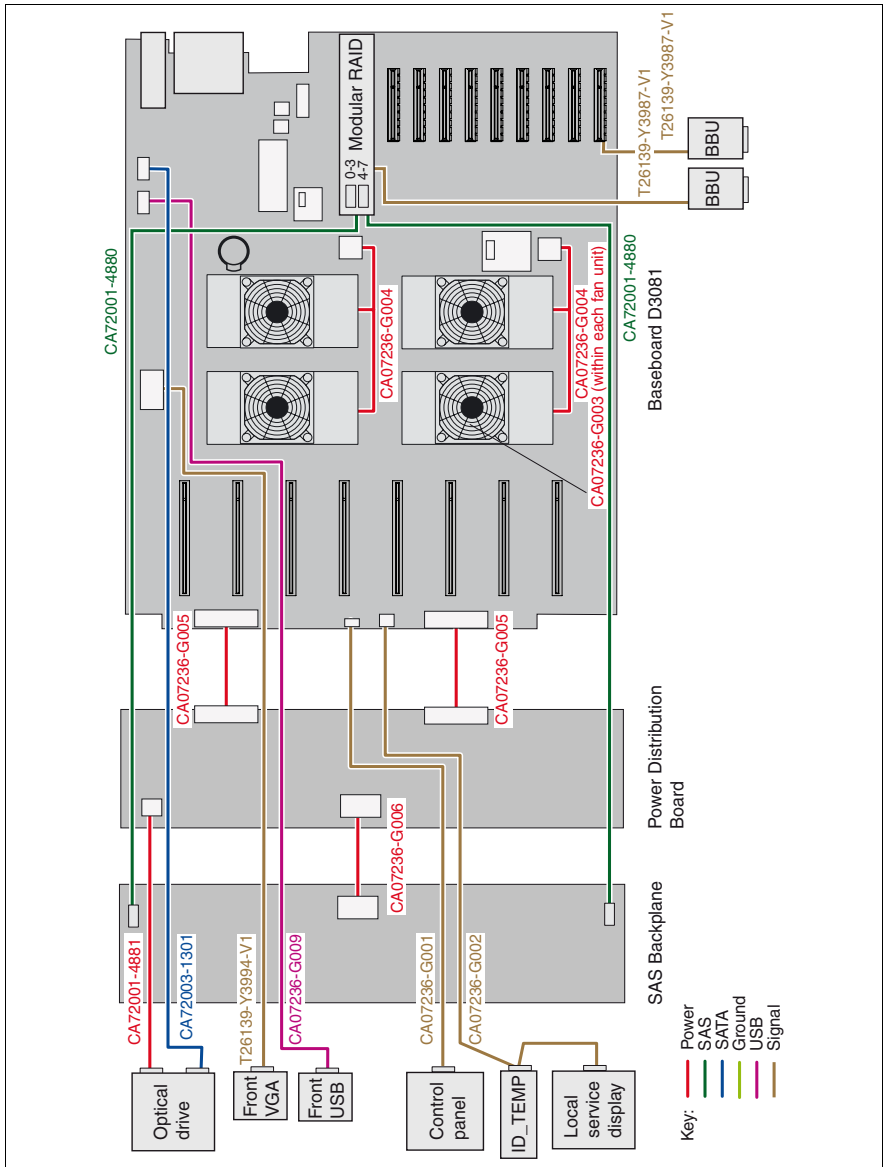 Modular RAID
0-3
4-7
T26139-Y3987-V1
T26139-Y3987-V1
BBU
BBU
CA72001-4880
CA07236-G004
CA07236-G004
CA07236-G003 (within each fan unit)
CA72001-4880
Baseboard D3081
CA07236-G005
CA07236-G005
Power Distribution
Board
CA07236-G006
SAS Backplane
CA72001-4881
CA72003-1301
T26139-Y3994-V1
CA07236-G009
CA07236-G001
CA07236-G002
Optical
drive
Front
VGA
Front
USB
Control
panel
ID_TEMP
Local
service
display
Key:
Power
SAS
SATA
Ground
USB
Signal